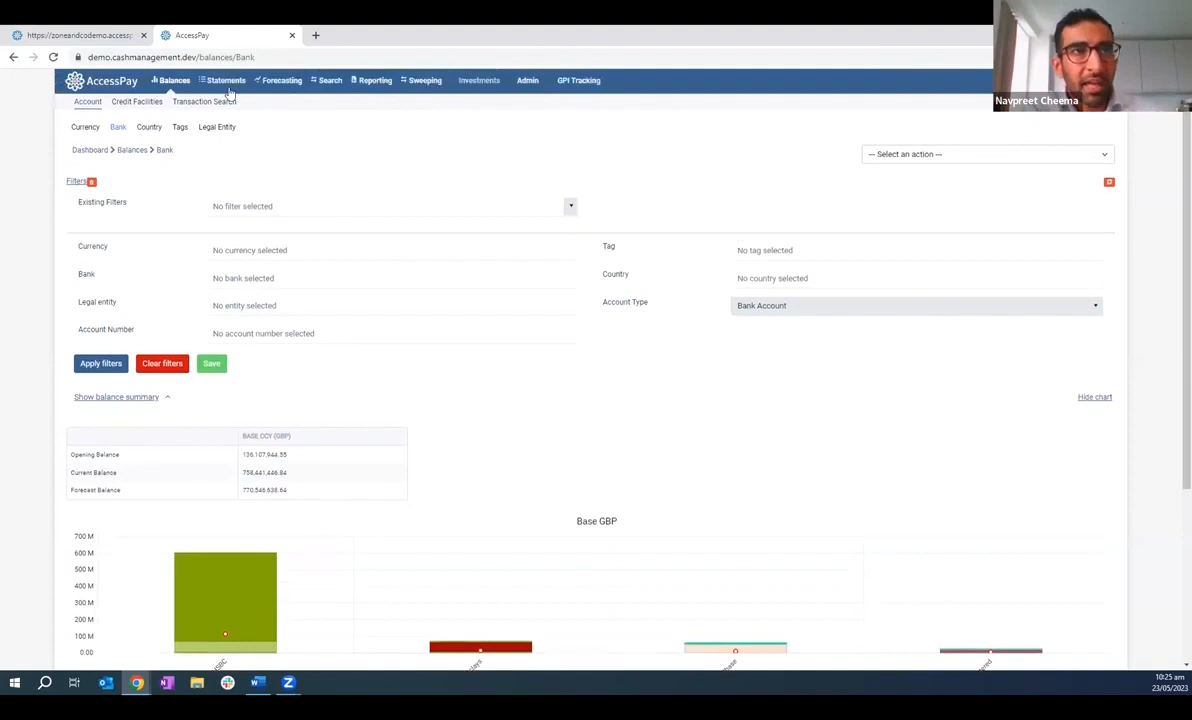 https://zoneandcodemo.accessp
AccessPay
demo.cashmanagement.dev/balances/Bank
AccessPay
Balances
Statements
Forecasting
Search
Reporting
Sweeping
Investments
Admin
GPI Tracking
Navpreet Cheema
Account
Credit Facilities
Transaction Search
Currency
Bank
Country
Tags
Legal Entity
Dashboard
Balances
Bank
-- Select an action --
Filters
Existing Filters
No filter selected
Currency
No currency selected
Tag
No tag selected
Bank
No bank selected
Country
No country selected
Legal entity
No entity selected
Account Type
Bank Account
Account Number
No account number selected
Apply filters
Clear filters
Save
Show balance summary
Hide chart
BASE CCY (GBP)
Opening Balance
136,107,944.55
Current Balance
758,441,446.84
Forecast Balance
770,546,638.64
Base GBP
700 M
600 M
500 M
400 M
300 M
200 M
100 M
0.00
10:25 am
23/05/2023